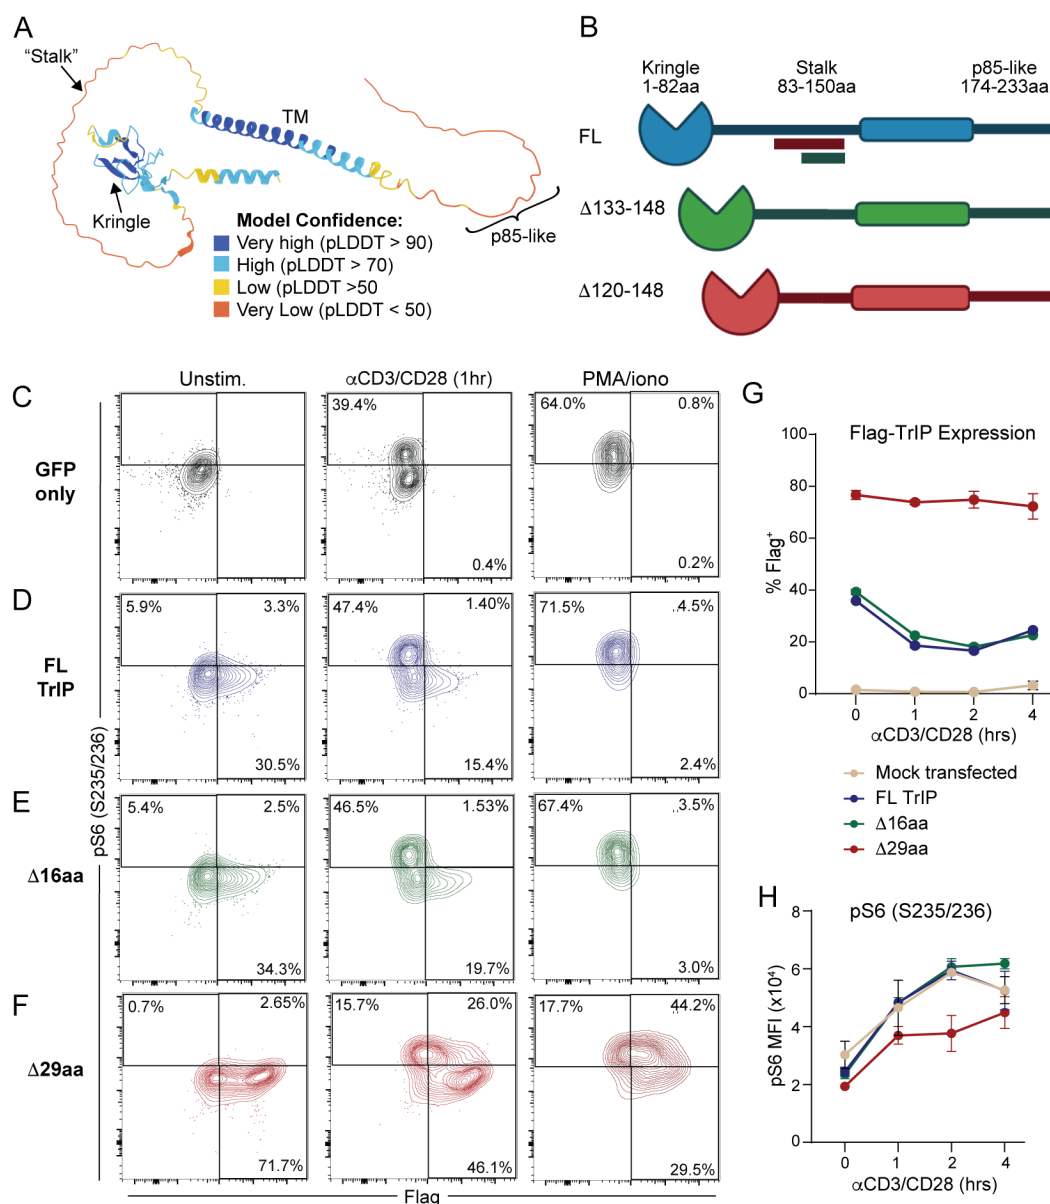 A
"Stalk"
TM
Kringle
p85-like
Model Confidence:
Very high (pLDDT > 90)
High (pLDDT > 70)
Low (pLDDT >50
Very Low (pLDDT < 50)
B
Kringle
1-82aa
Stalk
83-150aa
p85-like
174-233aa
FL
Δ133-148
Δ120-148
Unstim.
αCD3/CD28 (1hr)
PMA/iono
C
GFP
only
39.4%
0.4%
64.0%
0.8%
0.2%
D
FL
TrIP
5.9%
3.3%
30.5%
47.4%
1.40%
15.4%
71.5%
4.5%
2.4%
pS6 (S235/236)
E
Δ16aa
5.4%
2.5%
34.3%
46.5%
1.53%
19.7%
67.4%
3.5%
3.0%
F
Δ29aa
0.7%
2.65%
71.7%
15.7%
26.0%
46.1%
17.7%
44.2%
29.5%
Flag
G
Flag-TrIP Expression
% Flag⁺
100
80
60
40
20
0
0 1 2 4
αCD3/CD28 (hrs)
Mock transfected
FL TrIP
Δ16aa
Δ29aa
H
pS6 (S235/236)
pS6 MFI (x10⁴)
8
6
4
2
0
0 1 2 4
αCD3/CD28 (hrs)